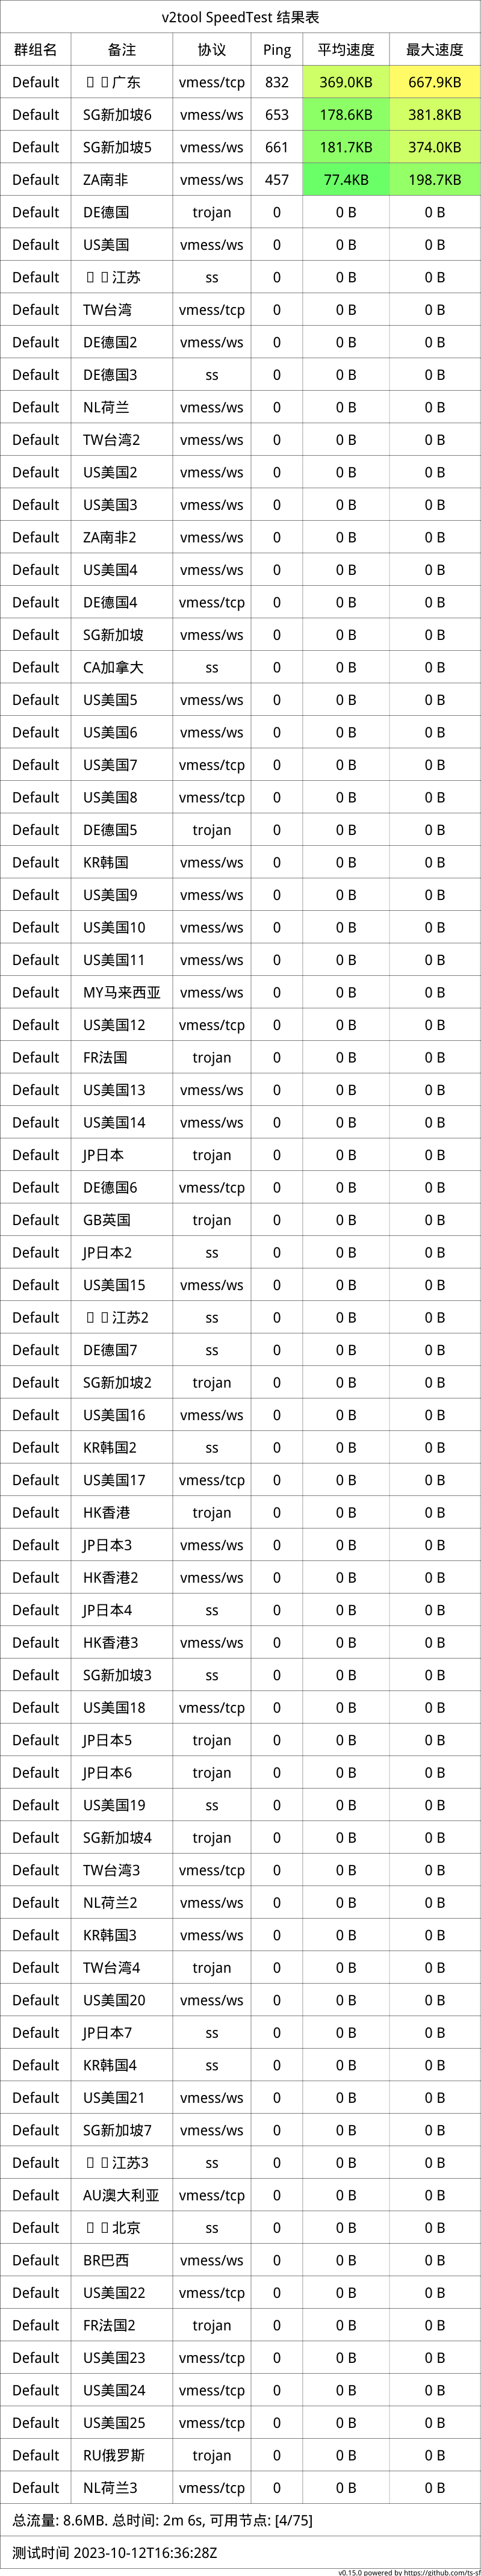 v2tool SpeedTest 结果表
群组名 备注 协议 Ping 平均速度 最大速度
Default 广东 vmess/tcp 832 369.0KB 667.9KB
Default SG新加坡6 vmess/ws 653 178.6KB 381.8KB
Default SG新加坡5 vmess/ws 661 181.7KB 374.0KB
Default ZA南非 vmess/ws 457 77.4KB 198.7KB
Default DE德国 trojan 0 0 B 0 B
Default US美国 vmess/ws 0 0 B 0 B
Default 江苏 ss 0 0 B 0 B
Default TW台湾 vmess/tcp 0 0 B 0 B
Default DE德国2 vmess/ws 0 0 B 0 B
Default DE德国3 ss 0 0 B 0 B
Default NL荷兰 vmess/ws 0 0 B 0 B
Default TW台湾2 vmess/ws 0 0 B 0 B
Default US美国2 vmess/ws 0 0 B 0 B
Default US美国3 vmess/ws 0 0 B 0 B
Default ZA南非2 vmess/ws 0 0 B 0 B
Default US美国4 vmess/ws 0 0 B 0 B
Default DE德国4 vmess/tcp 0 0 B 0 B
Default SG新加坡 vmess/ws 0 0 B 0 B
Default CA加拿大 ss 0 0 B 0 B
Default US美国5 vmess/ws 0 0 B 0 B
Default US美国6 vmess/ws 0 0 B 0 B
Default US美国7 vmess/tcp 0 0 B 0 B
Default US美国8 vmess/tcp 0 0 B 0 B
Default DE德国5 trojan 0 0 B 0 B
Default KR韩国 vmess/ws 0 0 B 0 B
Default US美国9 vmess/ws 0 0 B 0 B
Default US美国10 vmess/ws 0 0 B 0 B
Default US美国11 vmess/ws 0 0 B 0 B
Default MY马来西亚 vmess/ws 0 0 B 0 B
Default US美国12 vmess/tcp 0 0 B 0 B
Default FR法国 trojan 0 0 B 0 B
Default US美国13 vmess/ws 0 0 B 0 B
Default US美国14 vmess/ws 0 0 B 0 B
Default JP日本 trojan 0 0 B 0 B
Default DE德国6 vmess/tcp 0 0 B 0 B
Default GB英国 trojan 0 0 B 0 B
Default JP日本2 ss 0 0 B 0 B
Default US美国15 vmess/ws 0 0 B 0 B
Default 江苏2 ss 0 0 B 0 B
Default DE德国7 ss 0 0 B 0 B
Default SG新加坡2 trojan 0 0 B 0 B
Default US美国16 vmess/ws 0 0 B 0 B
Default KR韩国2 ss 0 0 B 0 B
Default US美国17 vmess/tcp 0 0 B 0 B
Default HK香港 trojan 0 0 B 0 B
Default JP日本3 vmess/ws 0 0 B 0 B
Default HK香港2 vmess/ws 0 0 B 0 B
Default JP日本4 ss 0 0 B 0 B
Default HK香港3 vmess/ws 0 0 B 0 B
Default SG新加坡3 ss 0 0 B 0 B
Default US美国18 vmess/tcp 0 0 B 0 B
Default JP日本5 trojan 0 0 B 0 B
Default JP日本6 trojan 0 0 B 0 B
Default US美国19 ss 0 0 B 0 B
Default SG新加坡4 trojan 0 0 B 0 B
Default TW台湾3 vmess/tcp 0 0 B 0 B
Default NL荷兰2 vmess/ws 0 0 B 0 B
Default KR韩国3 vmess/ws 0 0 B 0 B
Default TW台湾4 trojan 0 0 B 0 B
Default US美国20 vmess/ws 0 0 B 0 B
Default JP日本7 ss 0 0 B 0 B
Default KR韩国4 ss 0 0 B 0 B
Default US美国21 vmess/ws 0 0 B 0 B
Default SG新加坡7 vmess/ws 0 0 B 0 B
Default 江苏3 ss 0 0 B 0 B
Default AU澳大利亚 vmess/tcp 0 0 B 0 B
Default 北京 ss 0 0 B 0 B
Default BR巴西 vmess/ws 0 0 B 0 B
Default US美国22 vmess/tcp 0 0 B 0 B
Default FR法国2 trojan 0 0 B 0 B
Default US美国23 vmess/tcp 0 0 B 0 B
Default US美国24 vmess/tcp 0 0 B 0 B
Default US美国25 vmess/tcp 0 0 B 0 B
Default RU俄罗斯 trojan 0 0 B 0 B
Default NL荷兰3 vmess/tcp 0 0 B 0 B
总流量: 8.6MB. 总时间: 2m 6s, 可用节点: [4/75]
测试时间 2023-10-12T16:36:28Z
v0.15.0 powered by https://github.com/ts-sf